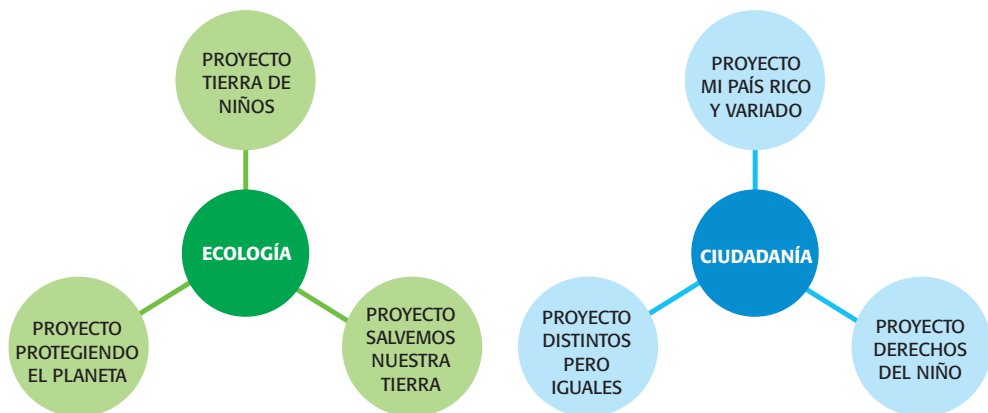 PROYECTO
TIERRA DE
NIÑOS
ECOLOGÍA
PROYECTO
PROTEGIENDO
EL PLANETA
PROYECTO
SALVEMOS
NUESTRA
TIERRA
PROYECTO
MI PAÍS RICO
Y VARIADO
CIUDADANÍA
PROYECTO
DISTINTOS
PERO
IGUALES
PROYECTO
DERECHOS
DEL NIÑO